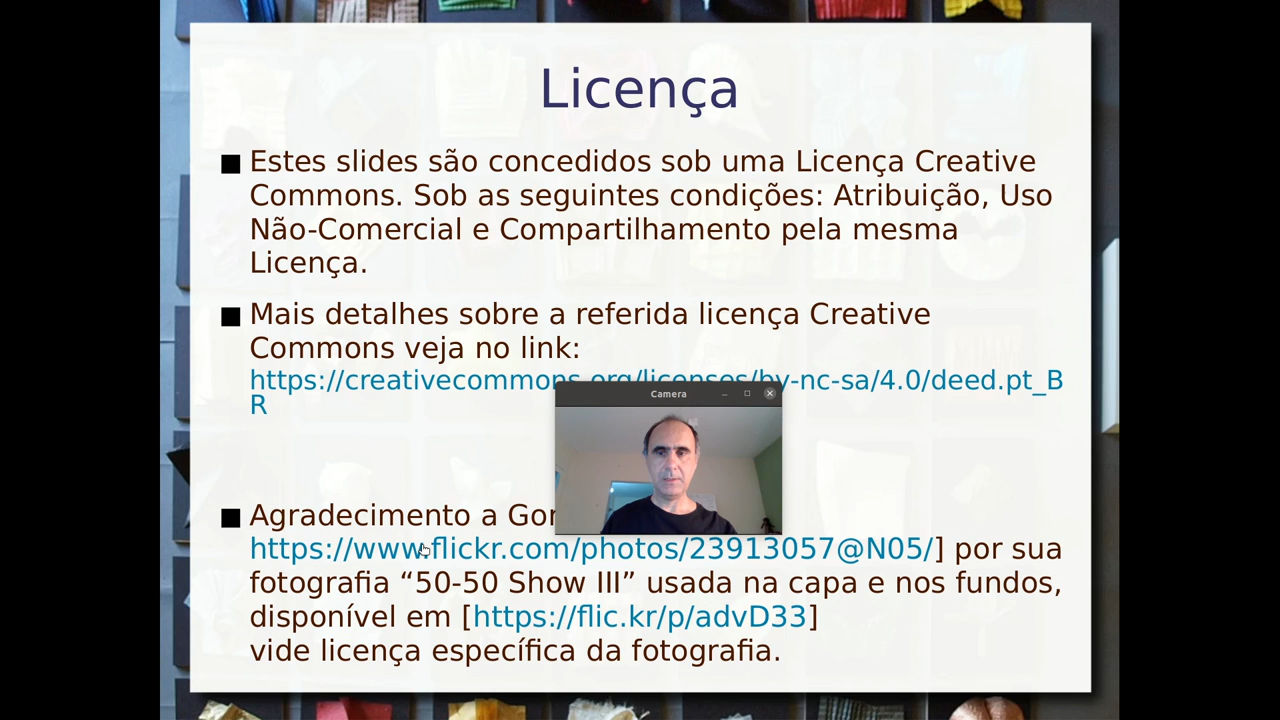 Licença
Estes slides são concedidos sob uma Licença Creative
Commons. Sob as seguintes condições: Atribuição, Uso
Não-Comercial e Compartilhamento pela mesma
Licença.
Mais detalhes sobre a referida licença Creative
Commons veja no link:
https://creativecommons.org/licenses/by-nc-sa/4.0/deed.pt_B
R
Camera
Agradecimento a
https://www.flickr.com/photos/23913057@N05/] por sua
fotografia “50-50 Show III” usada na capa e nos fundos,
disponível em [https://flic.kr/p/advD33]
vide licença específica da fotografia.